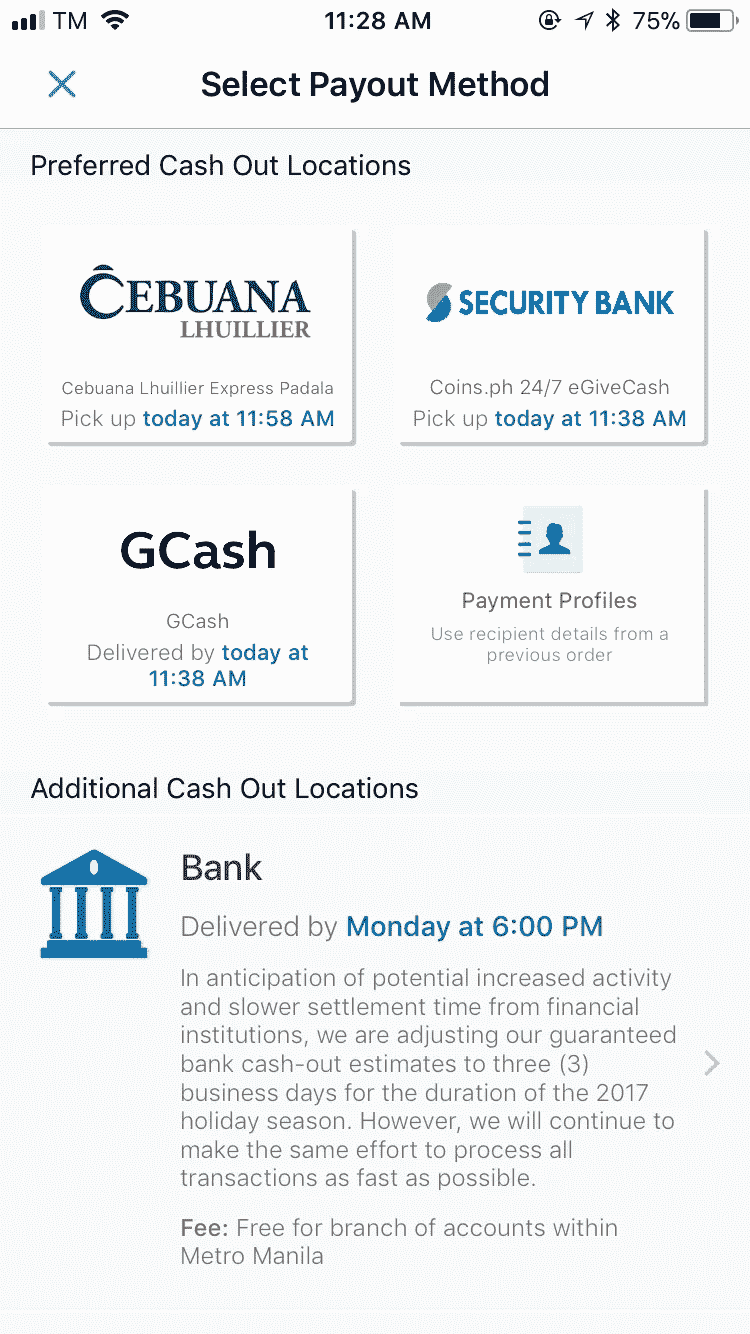 TM 11:28 AM 75%
Select Payout Method
Preferred Cash Out Locations
CEBUANA
LHUILLIER
Cebuana Lhuillier Express Padala
Pick up today at 11:58 AM
SECURITY BANK
Coins.ph 24/7 eGiveCash
Pick up today at 11:38 AM
GCash
GCash
Delivered by today at
11:38 AM
Payment Profiles
Use recipient details from a
previous order
Additional Cash Out Locations
Bank
Delivered by Monday at 6:00 PM
In anticipation of potential increased activity
and slower settlement time from financial
institutions, we are adjusting our guaranteed
bank cash-out estimates to three (3)
business days for the duration of the 2017
holiday season. However, we will continue to
make the same effort to process all
transactions as fast as possible.
Fee: Free for branch of accounts within
Metro Manila